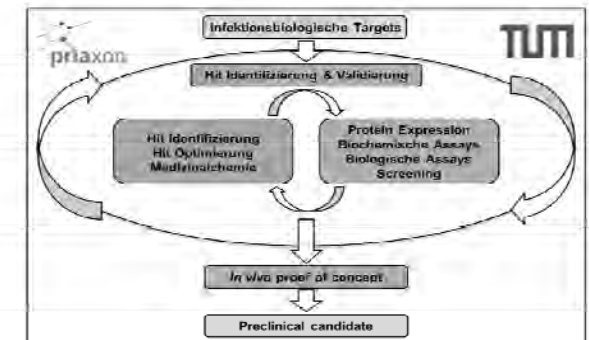 Infektionsbiologische Targets
priaxon
TUM
Hit Identifizierung & Validierung
Hit Identifizierung
Hit Optimierung
Medizinalchemie
Protein Expression
Biochemische Assays
Biologische Assays
Screening
In vivo proof of concept
Preclinical candidate